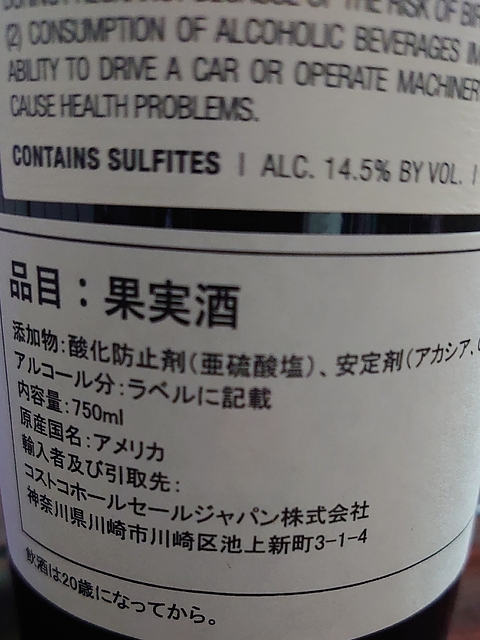 THE RISK OF
(2) CONSUMPTION OF ALCOHOLIC BEVERAGES
ABILITY TO DRIVE A CAR OR OPERATE
CAUSE HEALTH PROBLEMS.
CONTAINS SULFITES | ALC. 14.5% BY VOL. |
品目：果実酒
添加物：酸化防止剤（亜硫酸塩）、安定剤（アカシア、
アルコール分：ラベルに記載
内容量：750ml
原産国名：アメリカ
輸入者及び引取先：
コストコホールセールジャパン株式会社
神奈川県川崎市川崎区池上新町3-1-4
飲酒は20歳になってから。